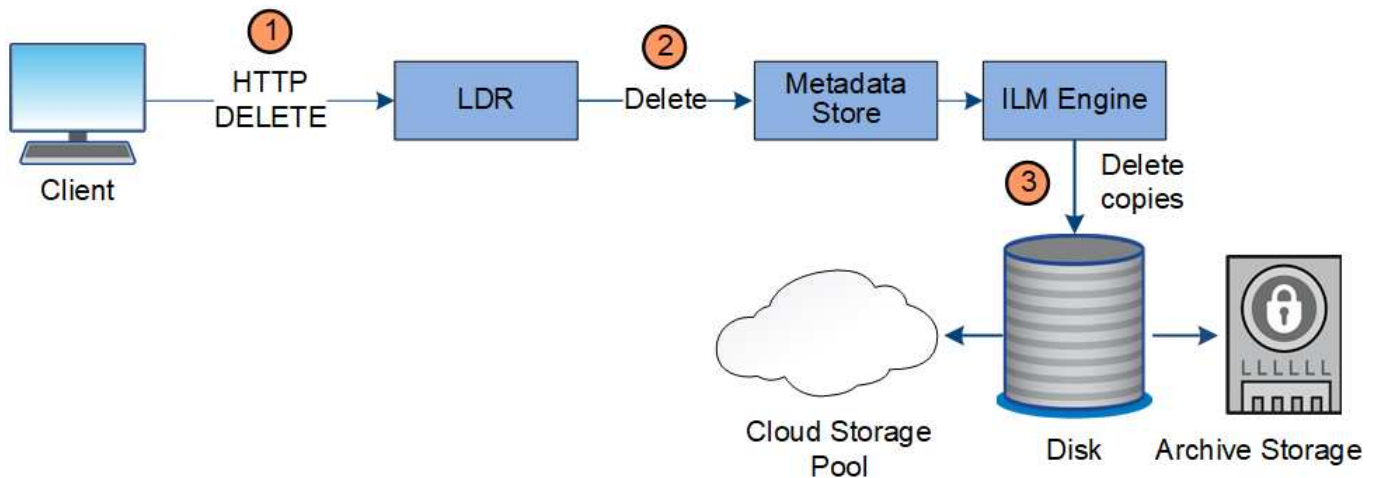 1
HTTP
DELETE
Client
LDR
2
Delete
Metadata
Store
ILM Engine
3
Delete
copies
Cloud Storage
Pool
Disk
LLLLLL
Archive Storage